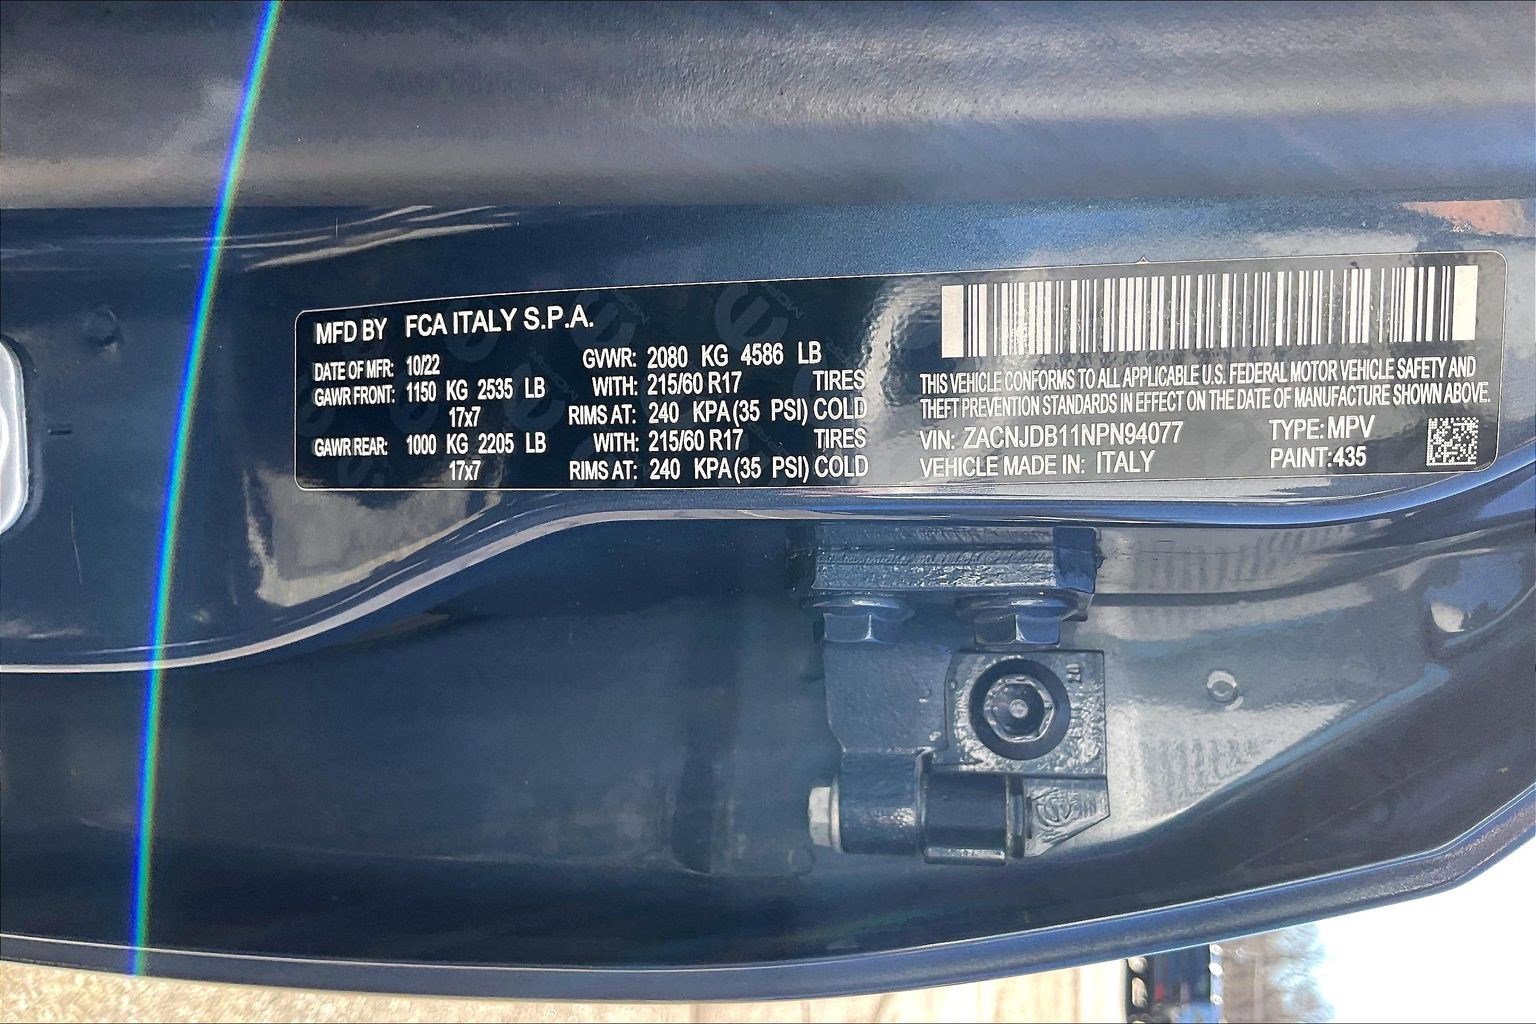 MFD BY FCA ITALY S.P.A.
DATE OF MFR: 10/22 GVWR: 2080 KG 4586 LB
GAWR FRONT: 1150 KG 2535 LB WITH: 215/60 R17 TIRES
17x7 RIMS AT: 240 KPA(35 PSI) COLD
GAWR REAR: 1000 KG 2205 LB WITH: 215/60 R17 TIRES
17x7 RIMS AT: 240 KPA(35 PSI) COLD
THIS VEHICLE CONFORMS TO ALL APPLICABLE U.S. FEDERAL MOTOR VEHICLE SAFETY AND
THEFT PREVENTION STANDARDS IN EFFECT ON THE DATE OF MANUFACTURE SHOWN ABOVE.
VIN: ZACNJDB11NPN94077 TYPE: MPV
VEHICLE MADE IN: ITALY PAINT:435